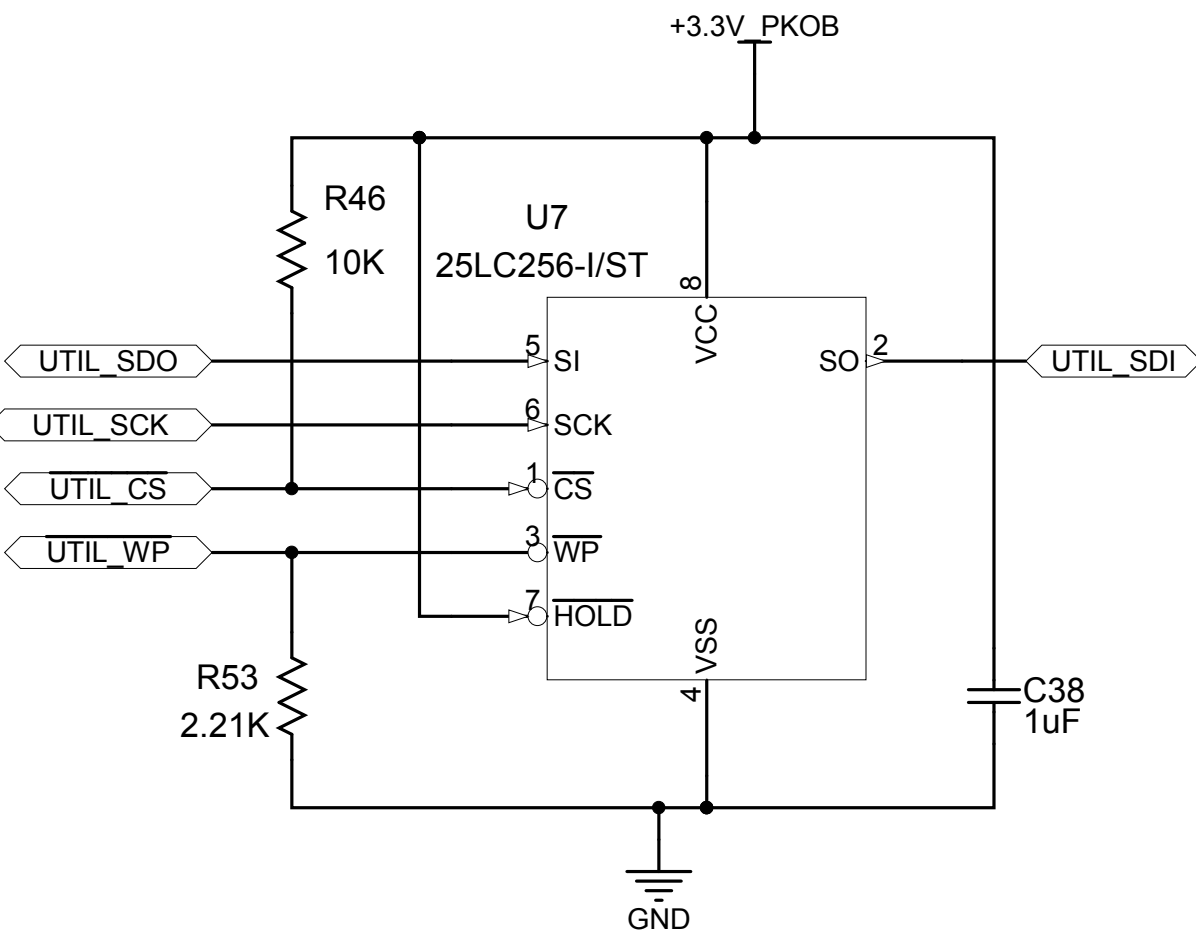 +3.3V_PKOB
R46
10K
U7
25LC256-I/ST
8
VCC
UTIL_SDO
5
SI
SO
2
UTIL_SDI
UTIL_SCK
6
SCK
UTIL_CS
1
CS
UTIL_WP
3
WP
7
HOLD
VSS
4
R53
2.21K
C38
1uF
GND